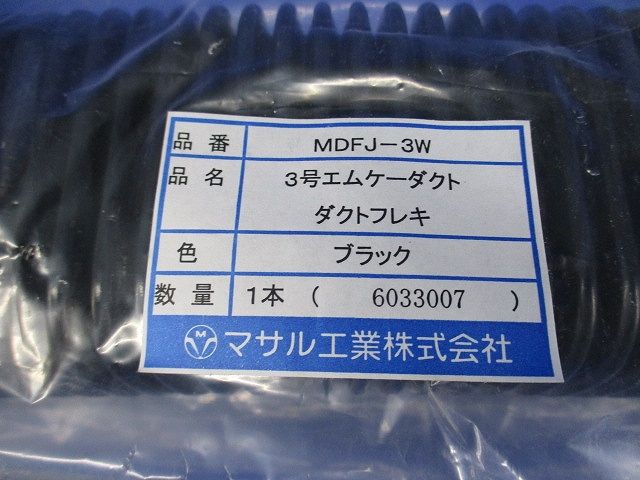 品番 MDFJ-3W
品名 3号エムケーダクト
ダクトフレキ
色 ブラック
数量 1本 ( 6033007 )
M マサル工業株式会社